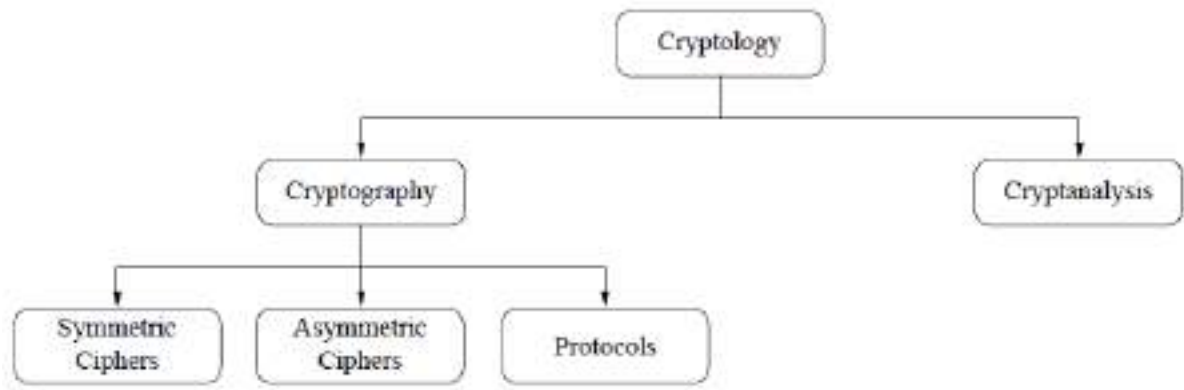 Cryptology
Cryptography
Cryptanalysis
Symmetric
Ciphers
Asymmetric
Ciphers
Protocols